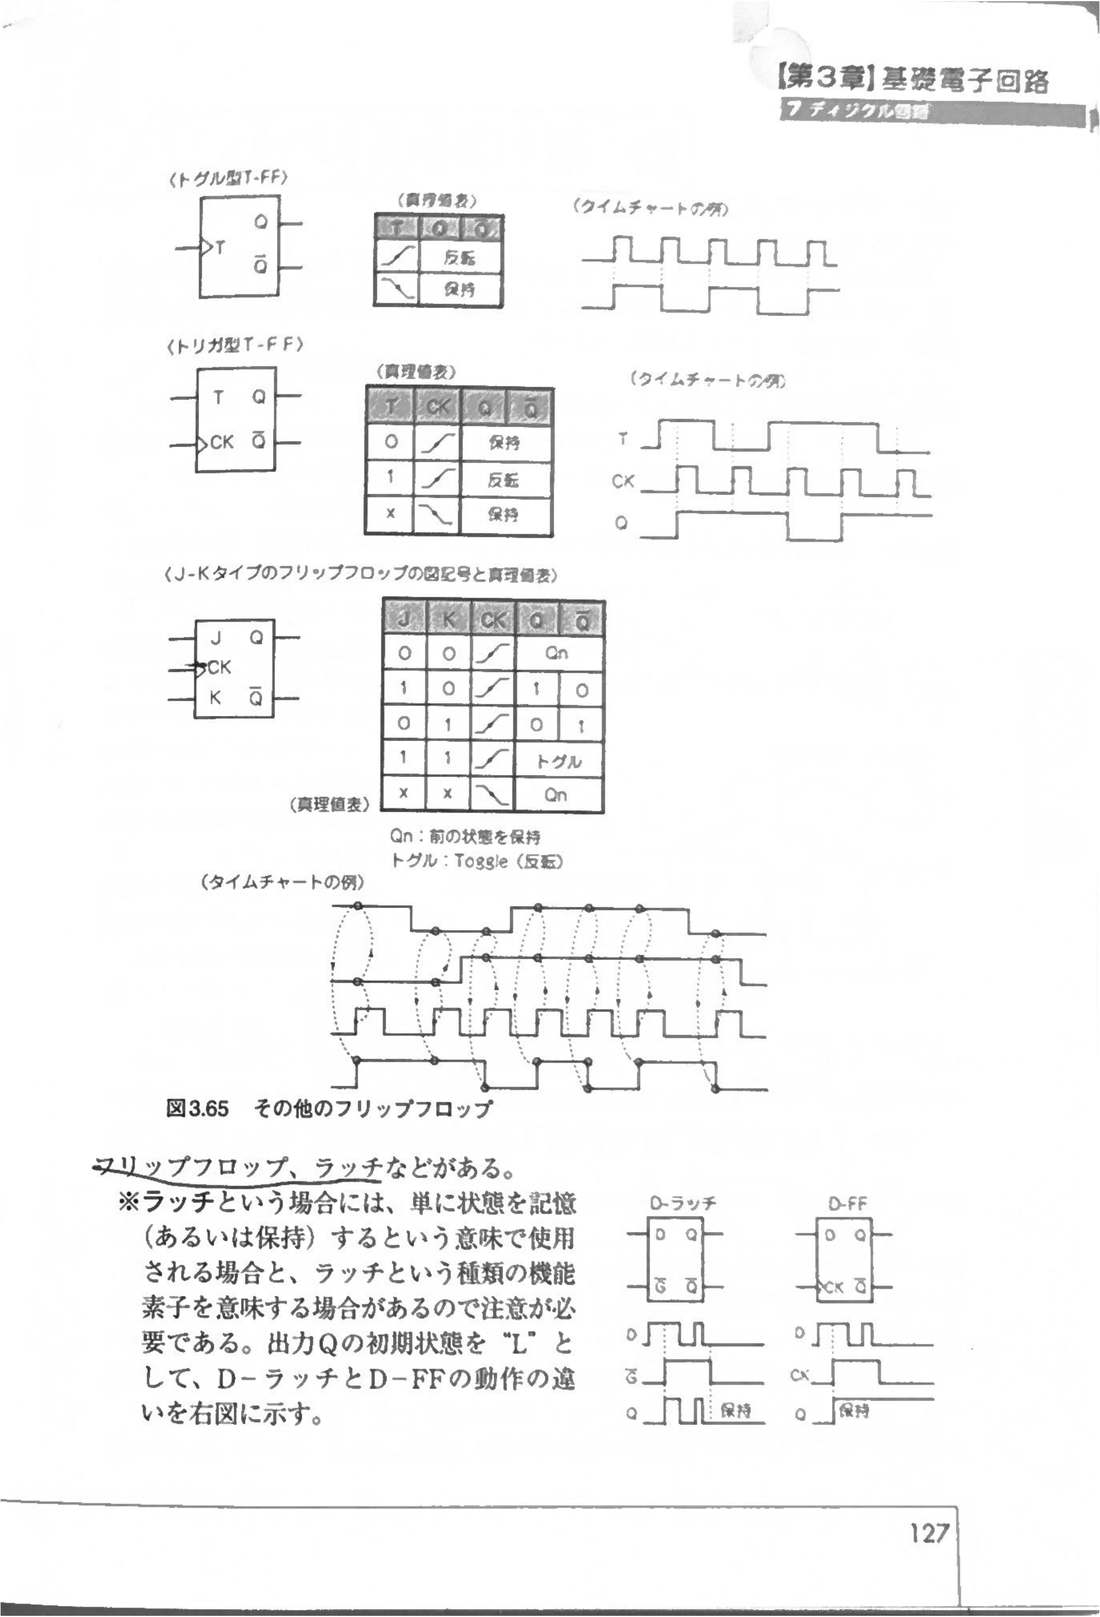 【第3章】基礎電子回路
7 ディジタル回路
〈トグル型T-FF〉
Q
T
Q̅
(真理値表)
T Q Q̅
反転
保持
(タイムチャートの例)
〈トリガ型T-FF〉
T Q
CK Q̅
(真理値表)
T CK Q Q̅
0 保持
1 反転
x 保持
(タイムチャートの例)
T
CK
Q
〈J-Kタイプのフリップフロップの図記号と真理値表〉
J Q
CK
K Q̅
J K CK Q Q̅
0 0 Qn
1 0 1 0
0 1 0 1
1 1 トグル
x x Qn
(真理値表)
Qn：前の状態を保持
トグル：Toggle（反転）
(タイムチャートの例)
図3.65 その他のフリップフロップ
フリップフロップ、ラッチなどがある。
※ラッチという場合には、単に状態を記憶
（あるいは保持）するという意味で使用
される場合と、ラッチという種類の機能
素子を意味する場合があるので注意が必
要である。出力Qの初期状態を“L”と
して、D−ラッチとD−FFの動作の違
いを右図に示す。
D-ラッチ
D Q
G̅ Q̅
D
G̅
Q 保持
D-FF
D Q
CK Q̅
D
CK
Q 保持
127